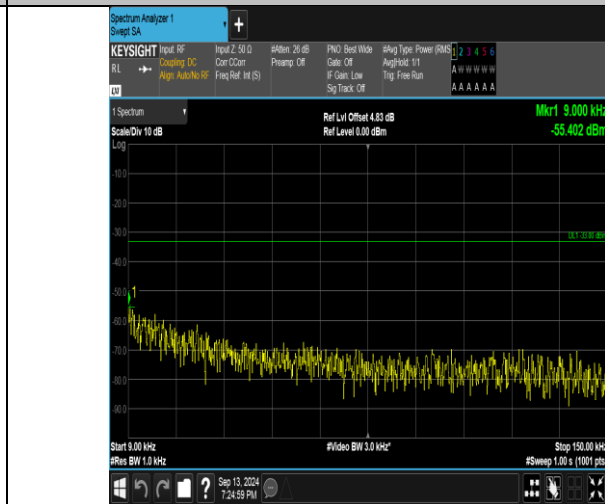 Spectrum Analyzer 1
Swept SA
+
KEYSIGHT Input: RF Input Z: 50 Ω #Atten: 26 dB PNO: Best Wide #Avg Type: Power (RMS 1 2 3 4 5 6
RL Coupling: DC Corr CCorr Preamp: Off Gate: Off Avg|Hold: 1/1 A W W W W W
Align: Auto/No RF Freq Ref: Int (S) IF Gain: Low Trig: Free Run
LXI Sig Track: Off A A A A A A
1 Spectrum Ref Lvl Offset 4.83 dB Mkr1 9.000 kHz
Scale/Div 10 dB Ref Level 0.00 dBm -55.402 dBm
Log
-10.0
-20.0
-30.0
-40.0
-50.0
1
-60.0
-70.0
-80.0
-90.0
Start 9.00 kHz #Video BW 3.0 kHz* Stop 150.00 kHz
#Res BW 1.0 kHz #Sweep 1.00 s (1001 pts
? Sep 13, 2024
7:24:59 PM